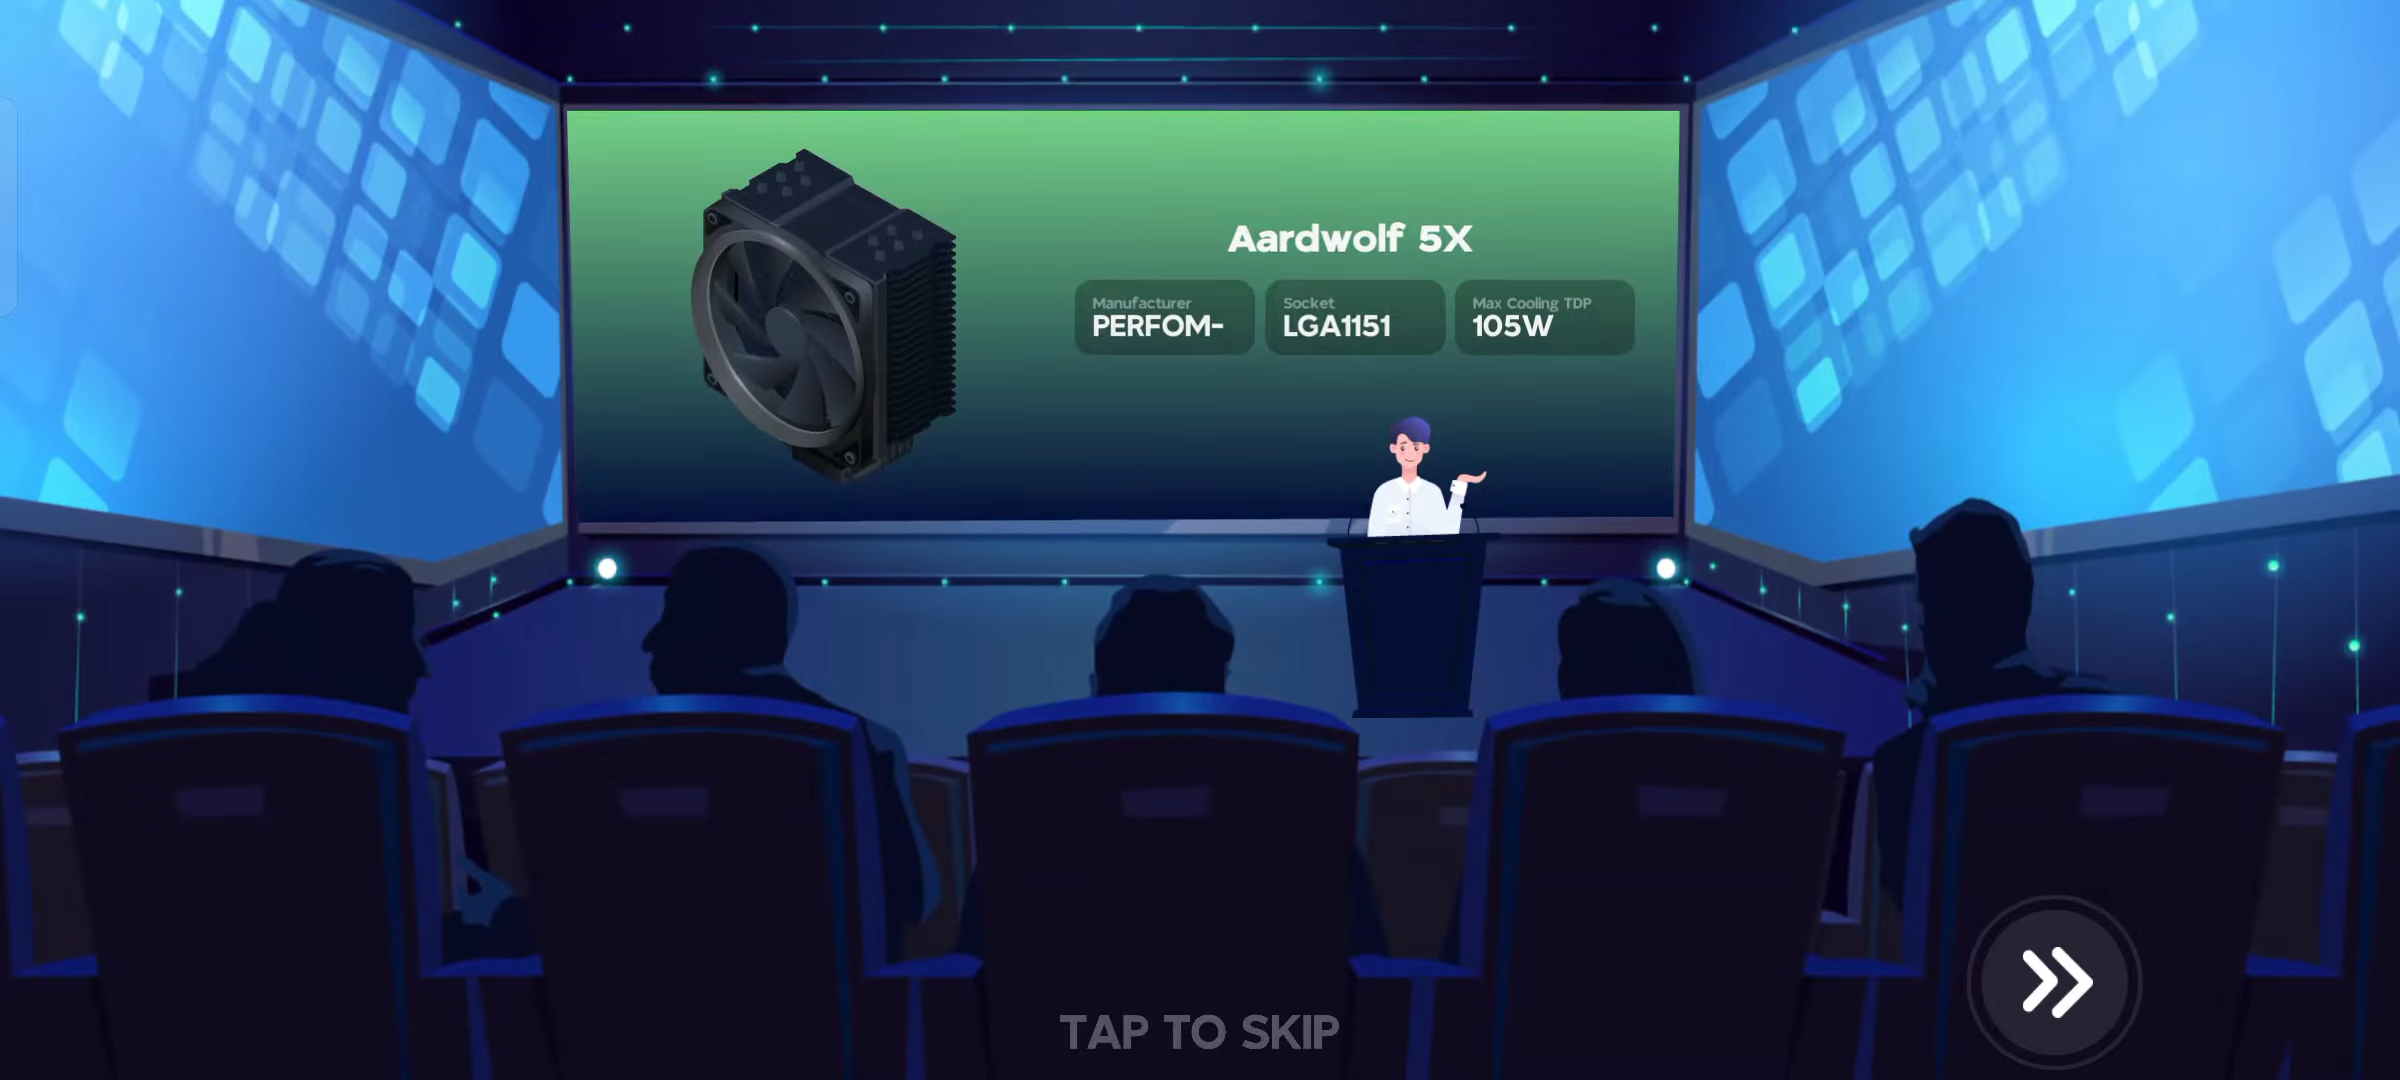 Aardwolf 5X
Manufacturer
PERFOM-
Socket
LGA1151
Max Cooling TDP
105W
TAP TO SKIP